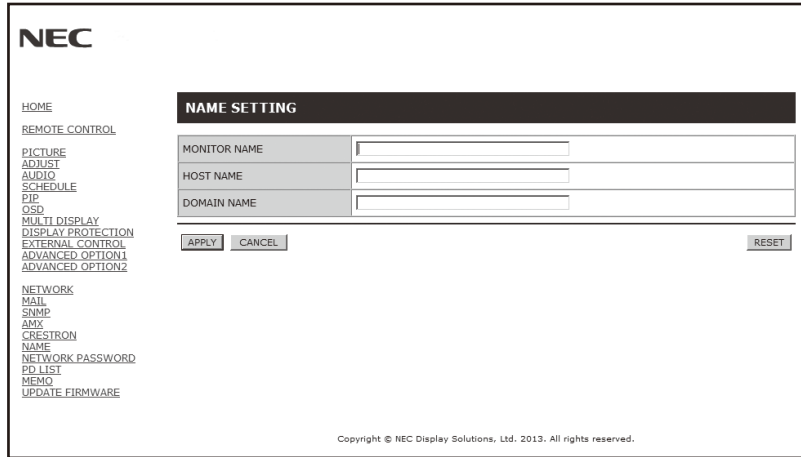 NEC
HOME
REMOTE CONTROL
PICTURE
ADJUST
AUDIO
SCHEDULE
PIP
OSD
MULTI DISPLAY
DISPLAY PROTECTION
EXTERNAL CONTROL
ADVANCED OPTION1
ADVANCED OPTION2
NETWORK
MAIL
SNMP
AMX
CRESTRON
NAME
NETWORK PASSWORD
PD LIST
MEMO
UPDATE FIRMWARE
NAME SETTING
MONITOR NAME
HOST NAME
DOMAIN NAME
APPLY CANCEL RESET
Copyright © NEC Display Solutions, Ltd. 2013. All rights reserved.